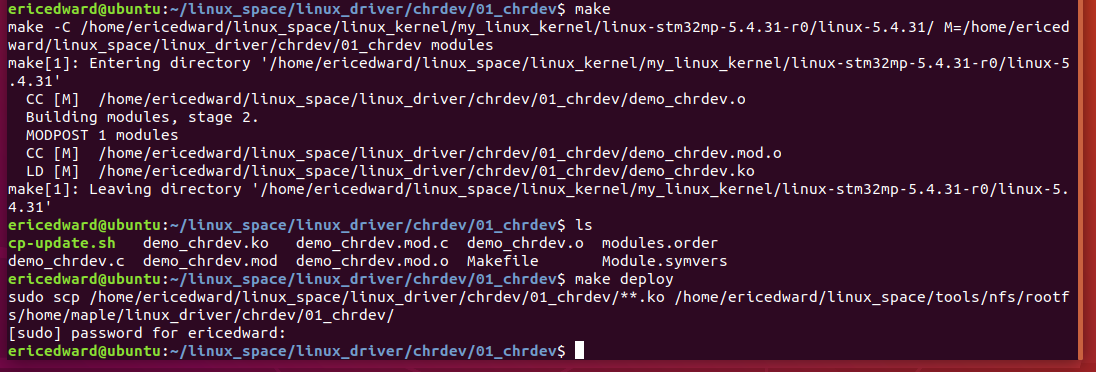 ericedward@ubuntu:~/linux_space/linux_driver/chrdev/01_chrdev$ make
make -C /home/ericedward/linux_space/linux_kernel/my_linux_kernel/linux-stm32mp-5.4.31-r0/linux-5.4.31/ M=/home/ericed
ward/linux_space/linux_driver/chrdev/01_chrdev modules
make[1]: Entering directory '/home/ericedward/linux_space/linux_kernel/my_linux_kernel/linux-stm32mp-5.4.31-r0/linux-5
.4.31'
  CC [M]  /home/ericedward/linux_space/linux_driver/chrdev/01_chrdev/demo_chrdev.o
  Building modules, stage 2.
  MODPOST 1 modules
  CC [M]  /home/ericedward/linux_space/linux_driver/chrdev/01_chrdev/demo_chrdev.mod.o
  LD [M]  /home/ericedward/linux_space/linux_driver/chrdev/01_chrdev/demo_chrdev.ko
make[1]: Leaving directory '/home/ericedward/linux_space/linux_kernel/my_linux_kernel/linux-stm32mp-5.4.31-r0/linux-5.
4.31'
ericedward@ubuntu:~/linux_space/linux_driver/chrdev/01_chrdev$ ls
cp-update.sh   demo_chrdev.ko   demo_chrdev.mod.c  demo_chrdev.o  modules.order
demo_chrdev.c  demo_chrdev.mod  demo_chrdev.mod.o  Makefile       Module.symvers
ericedward@ubuntu:~/linux_space/linux_driver/chrdev/01_chrdev$ make deploy
sudo scp /home/ericedward/linux_space/linux_driver/chrdev/01_chrdev/**.ko /home/ericedward/linux_space/tools/nfs/rootf
s/home/maple/linux_driver/chrdev/01_chrdev/
[sudo] password for ericedward:
ericedward@ubuntu:~/linux_space/linux_driver/chrdev/01_chrdev$